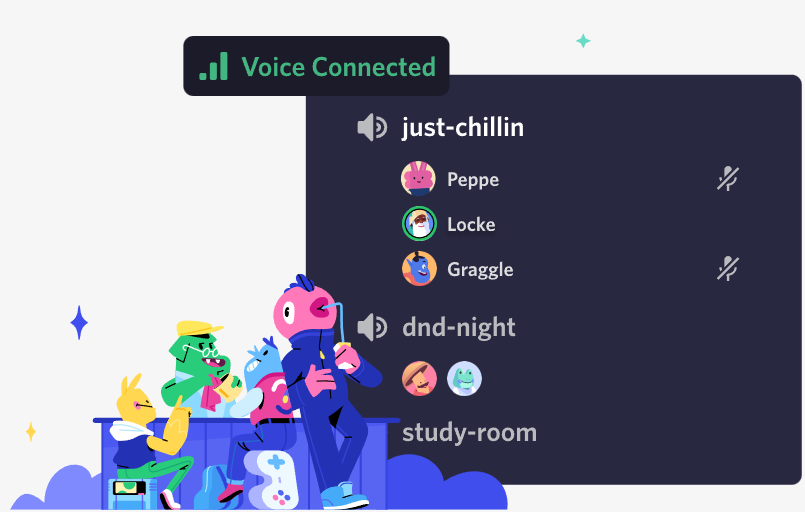 Voice Connected
just-chillin
Peppe
Locke
Graggle
dnd-night
study-room